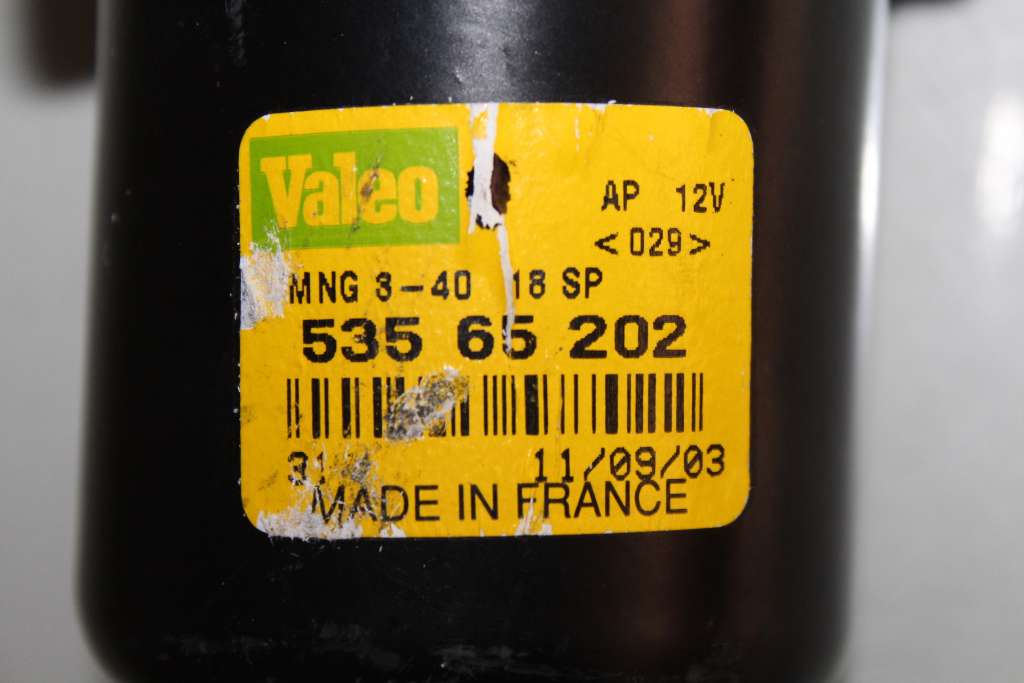 Valeo
AP 12V
<029>
MNG 3-40 18 SP
535 65 202
11/09/03
MADE IN FRANCE